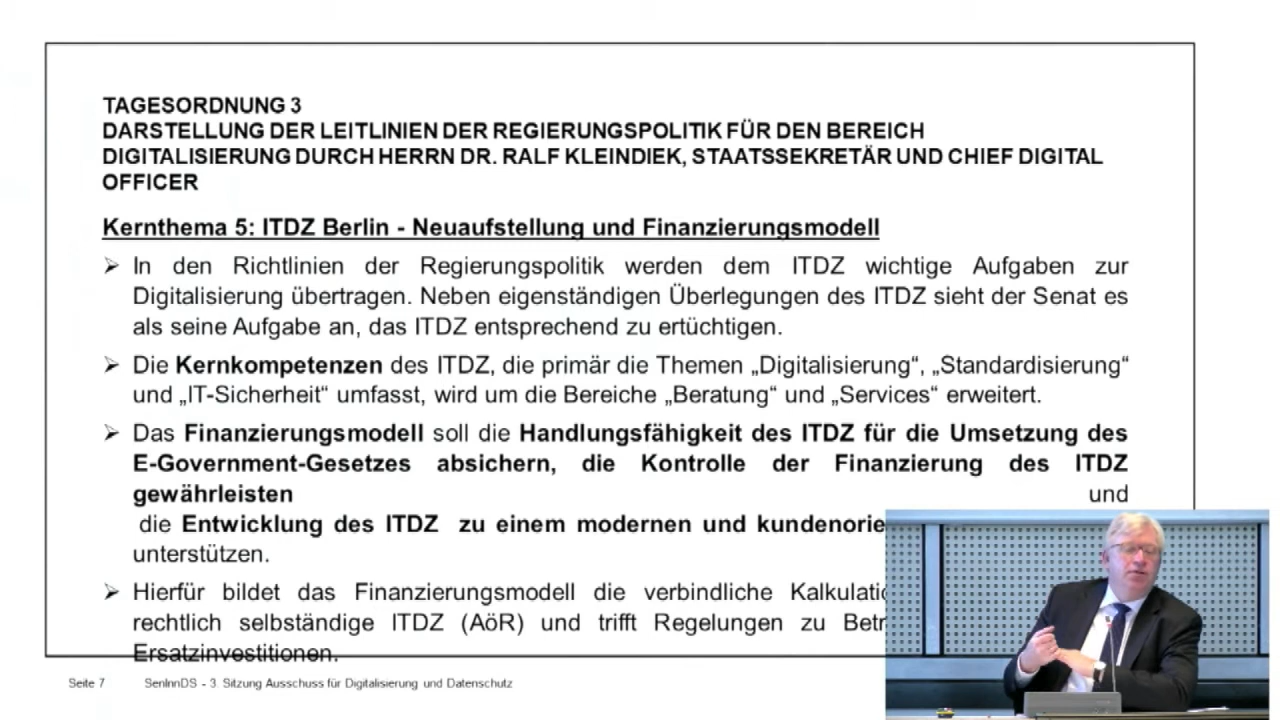 TAGESORDNUNG 3
DARSTELLUNG DER LEITLINIEN DER REGIERUNGSPOLITIK FÜR DEN BEREICH
DIGITALISIERUNG DURCH HERRN DR. RALF KLEINDIEK, STAATSSEKRETÄR UND CHIEF DIGITAL
OFFICER
Kernthema 5: ITDZ Berlin - Neuaufstellung und Finanzierungsmodell
➢ In den Richtlinien der Regierungspolitik werden dem ITDZ wichtige Aufgaben zur
Digitalisierung übertragen. Neben eigenständigen Überlegungen des ITDZ sieht der Senat es
als seine Aufgabe an, das ITDZ entsprechend zu ertüchtigen.
➢ Die Kernkompetenzen des ITDZ, die primär die Themen „Digitalisierung“, „Standardisierung“
und „IT-Sicherheit“ umfasst, wird um die Bereiche „Beratung“ und „Services“ erweitert.
➢ Das Finanzierungsmodell soll die Handlungsfähigkeit des ITDZ für die Umsetzung des
E-Government-Gesetzes absichern, die Kontrolle der Finanzierung des ITDZ
gewährleisten und
die Entwicklung des ITDZ zu einem modernen und
unterstützen.
➢ Hierfür bildet das Finanzierungsmodell die verbindliche
rechtlich selbständige ITDZ (AöR) und trifft Regelungen zu
Ersatzinvestitionen.
Seite 7 SenInnDS - 3. Sitzung Ausschuss für Digitalisierung und Datenschutz